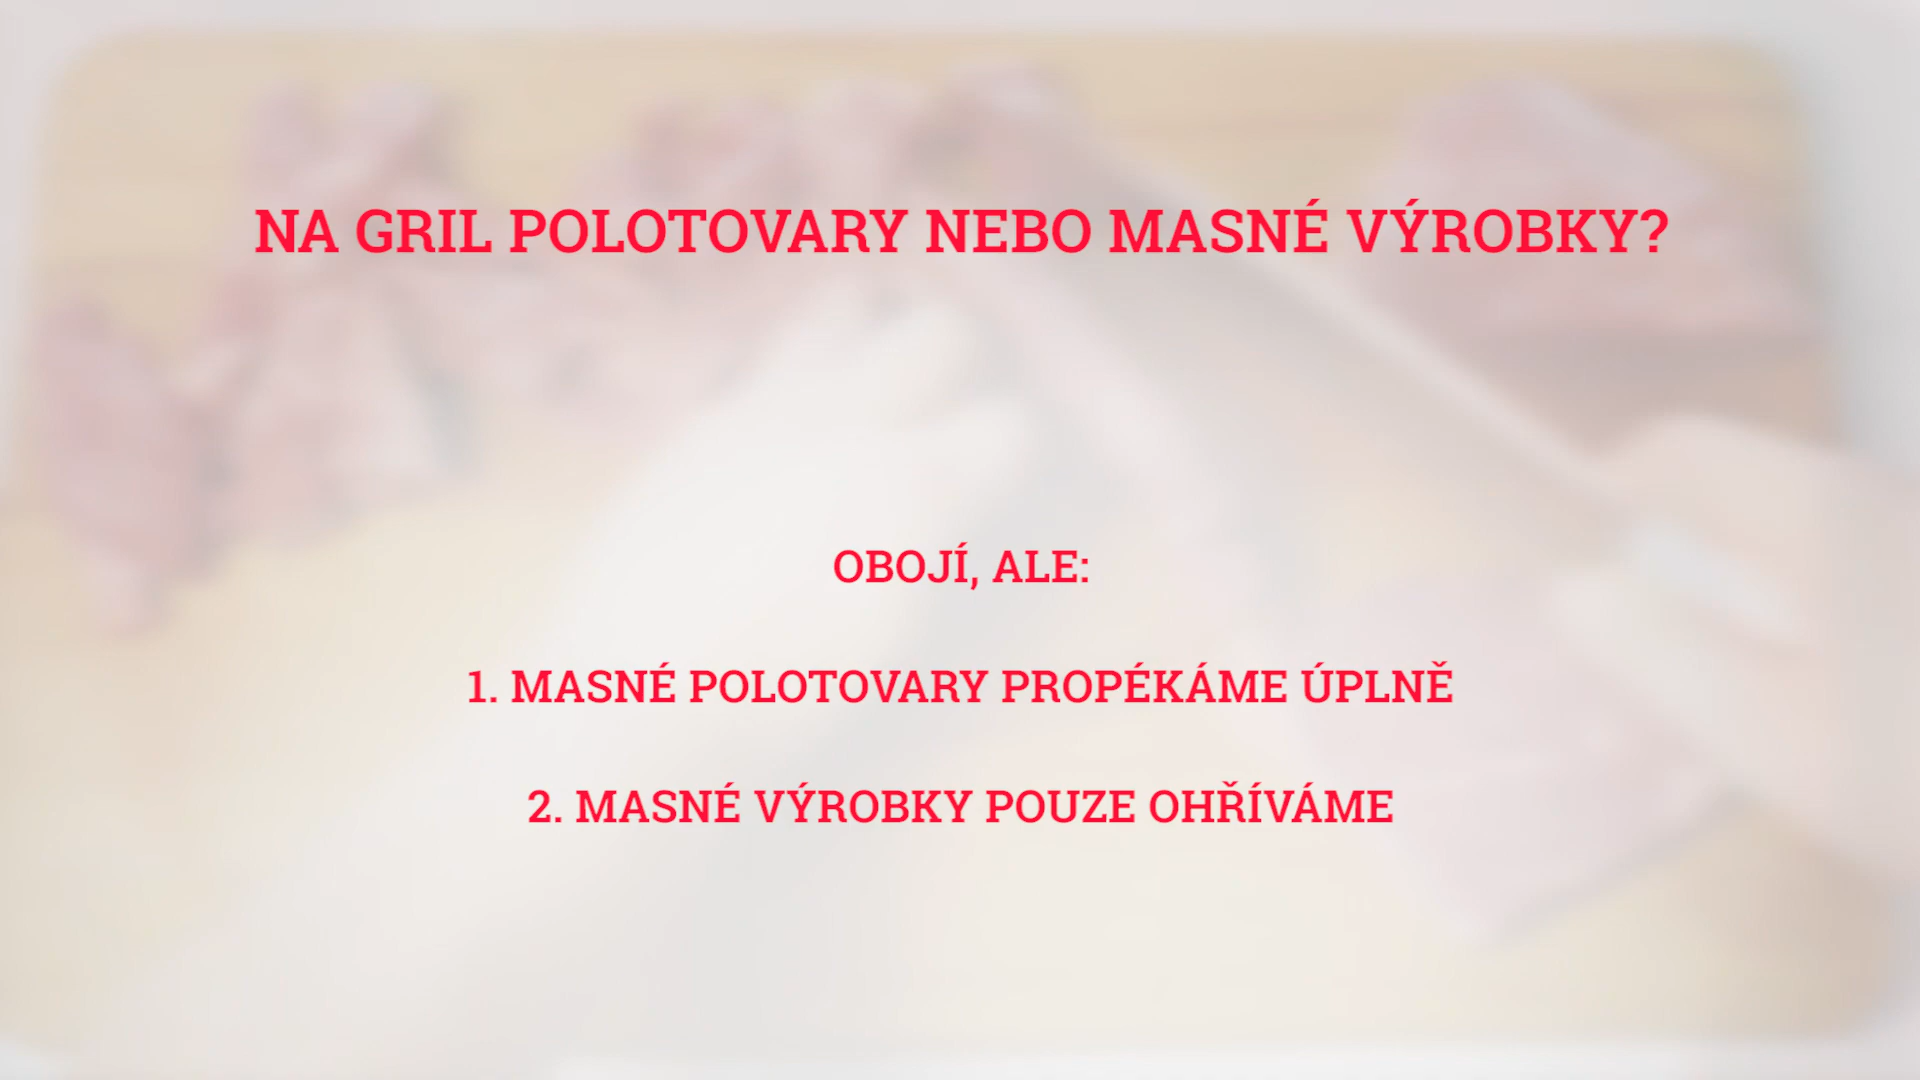 NA GRIL POLOTOVARY NEBO MASNÉ VÝROBKY?
OBOJÍ, ALE:
1. MASNÉ POLOTOVARY PROPÉKÁME ÚPLNĚ
2. MASNÉ VÝROBKY POUZE OHŘÍVÁME